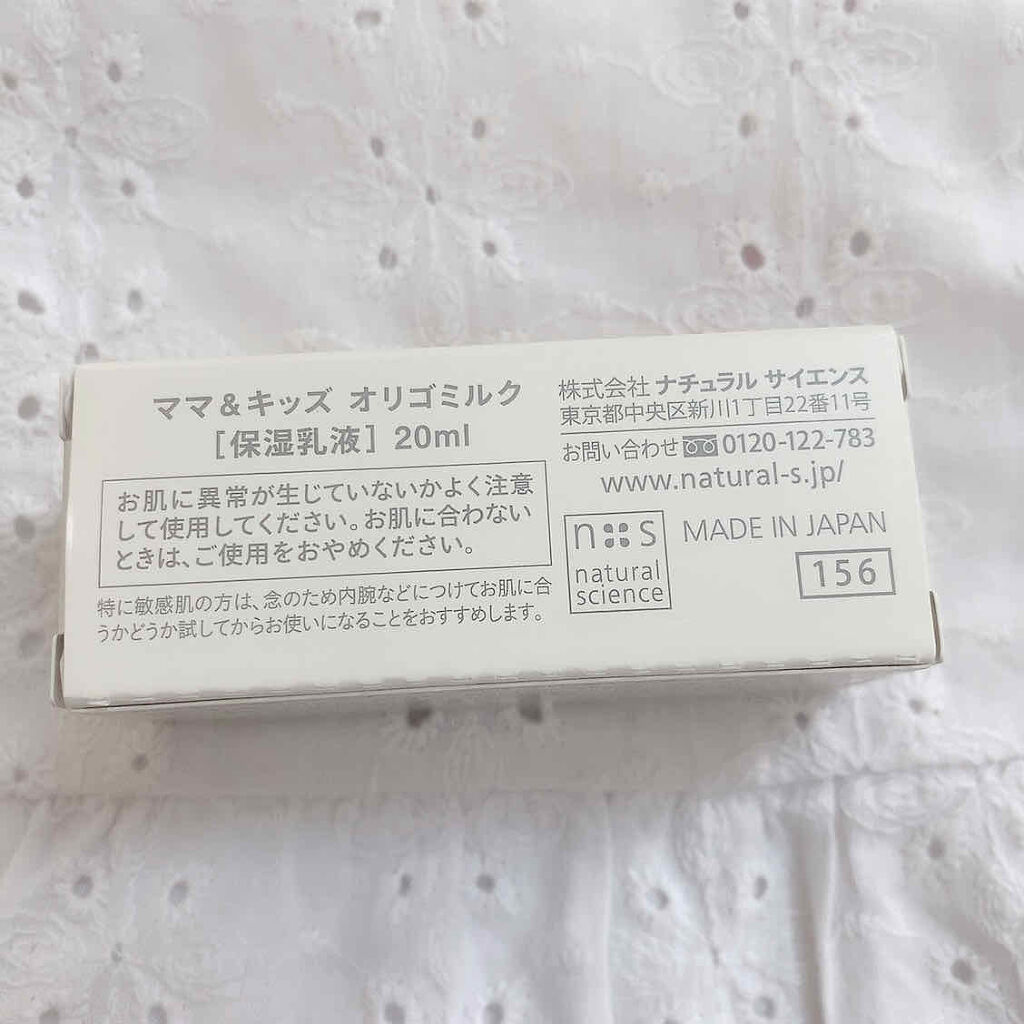 ママ&キッズ オリゴミルク
[保湿乳液] 20ml
お肌に異常が生じていないかよく注意
して使用してください。お肌に合わない
ときは、ご使用をおやめください。
特に敏感肌の方は、念のため内腕などにつけてお肌に合
うかどうか試してからお使いになることをおすすめします。
株式会社 ナチュラル サイエンス
東京都中央区新川1丁目22番11号
お問い合わせ 0120-122-783
www.natural-s.jp/
n s
natural
science
MADE IN JAPAN
156